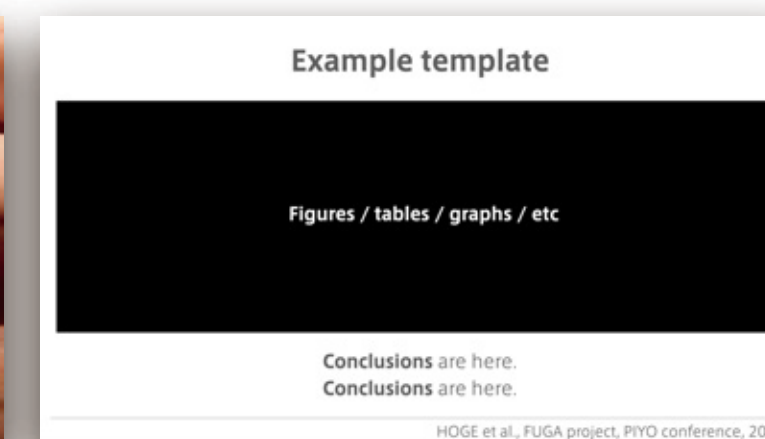 Example template
Figures / tables / graphs / etc
Conclusions are here.
Conclusions are here.
HOGE et al., FUGA project, PIYO conference,